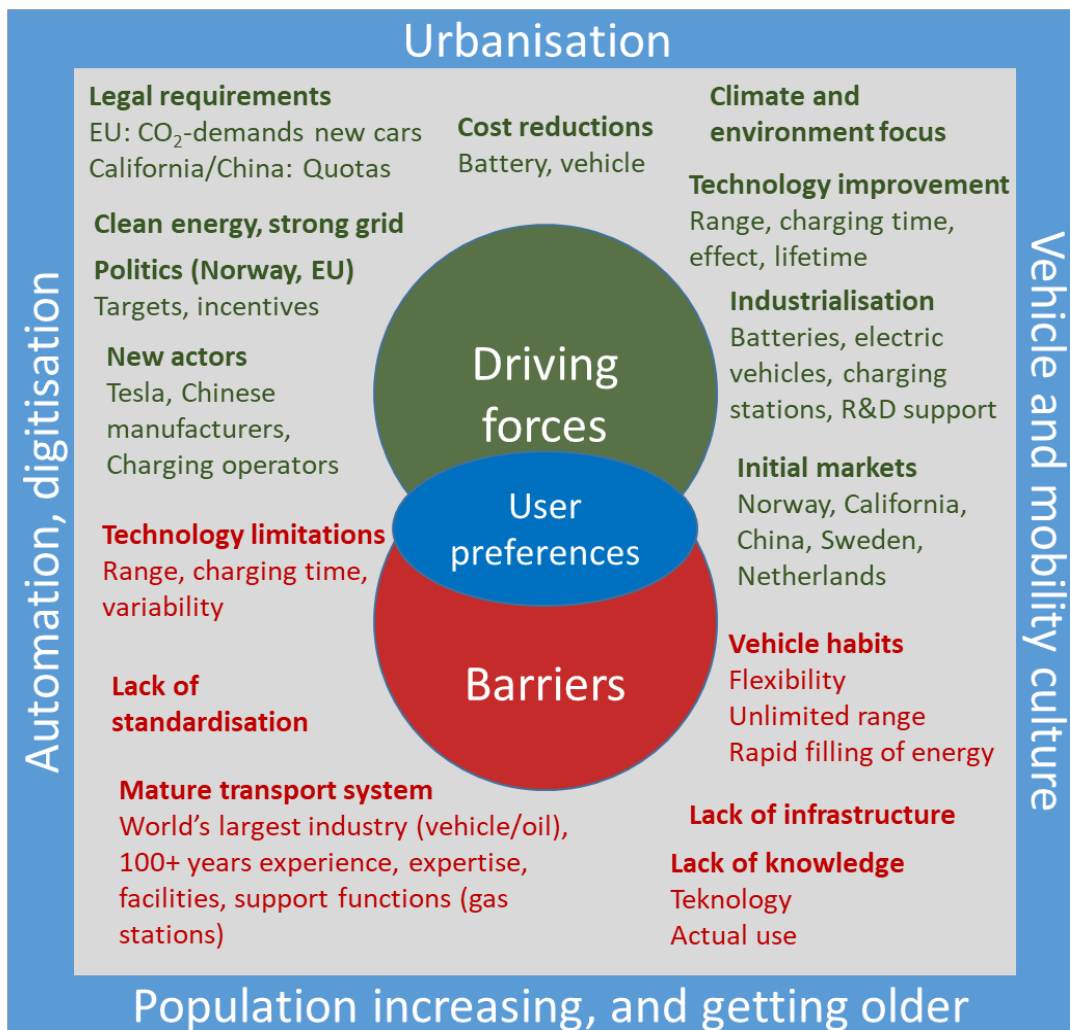 Urbanisation
Legal requirements
EU: CO₂-demands new cars
California/China: Quotas
Cost reductions
Battery, vehicle
Climate and
environment focus
Technology improvement
Range, charging time,
effect, lifetime
Clean energy, strong grid
Politics (Norway, EU)
Targets, incentives
Industrialisation
Batteries, electric
vehicles, charging
stations, R&D support
New actors
Tesla, Chinese
manufacturers,
Charging operators
Driving
forces
Initial markets
Norway, California,
China, Sweden,
Netherlands
User
preferences
Technology limitations
Range, charging time,
variability
Barriers
Vehicle habits
Flexibility
Unlimited range
Rapid filling of energy
Lack of
standardisation
Mature transport system
World’s largest industry (vehicle/oil),
100+ years experience, expertise,
facilities, support functions (gas
stations)
Lack of infrastructure
Lack of knowledge
Teknology
Actual use
Automation, digitisation
Vehicle and mobility culture
Population increasing, and getting older